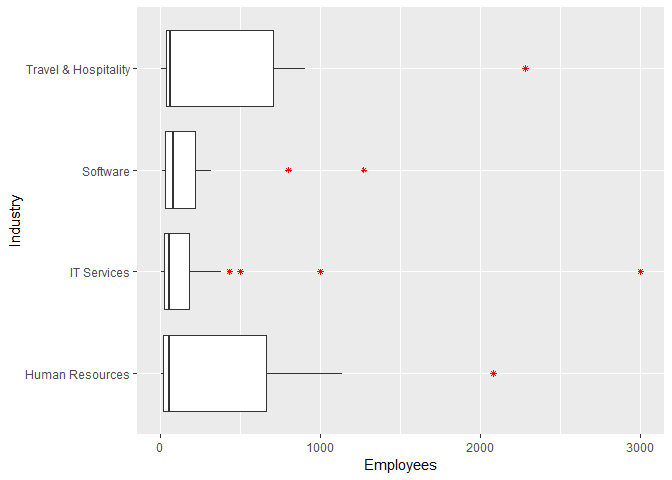 Travel & Hospitality
Software
IT Services
Human Resources
Industry
0 1000 2000 3000
Employees